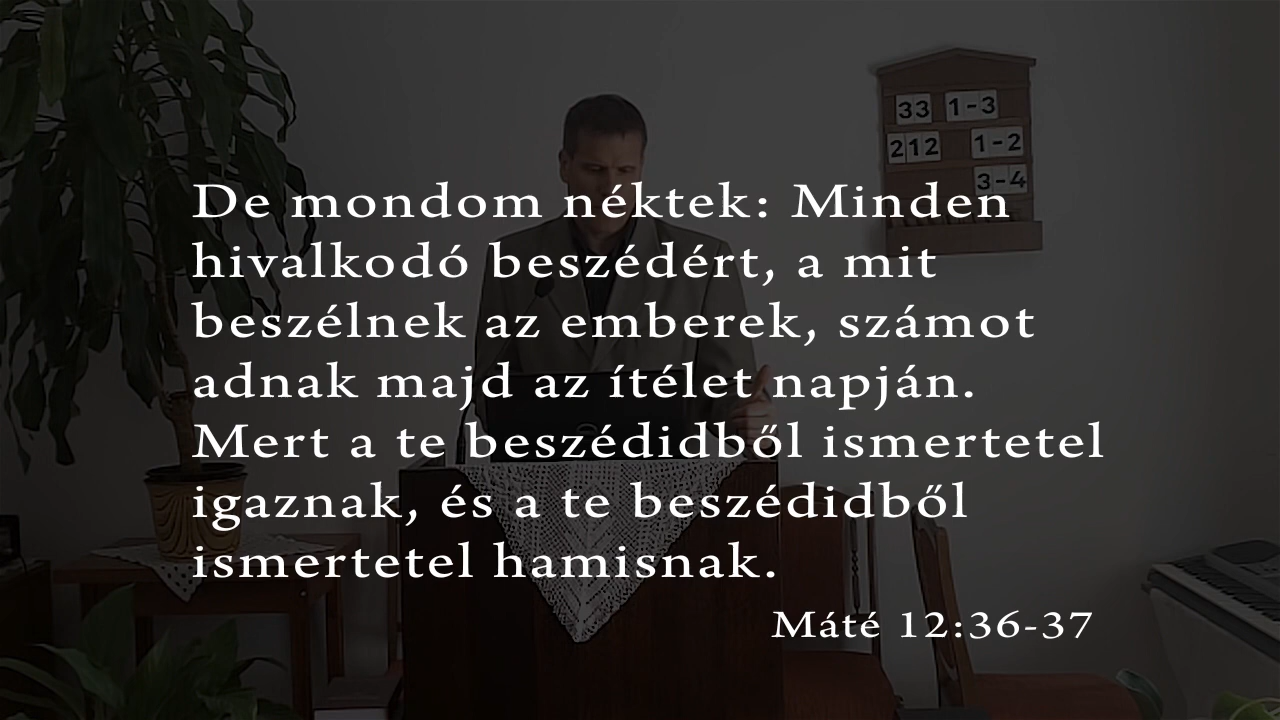 33 1-3
212 1-2
3-4
De mondom néktek: Minden
hivalkodó beszédért, a mit
beszélnek az emberek, számot
adnak majd az ítélet napján.
Mert a te beszédidből ismertetel
igaznak, és a te beszédidből
ismertetel hamisnak.
Máté 12:36-37